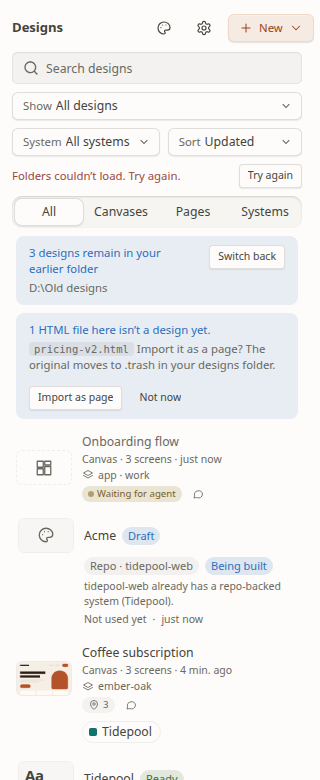 Designs
New
Search designs
Show All designs
System All systems
Sort Updated
Folders couldn't load. Try again.
Try again
All
Canvases
Pages
Systems
3 designs remain in your
earlier folder
Switch back
D:\Old designs
1 HTML file here isn't a design yet.
pricing-v2.html Import it as a page? The
original moves to .trash in your designs folder.
Import as page
Not now
Onboarding flow
Canvas · 3 screens · just now
app · work
Waiting for agent
Acme Draft
Repo · tidepool-web
Being built
tidepool-web already has a repo-backed
system (Tidepool).
Not used yet · just now
Coffee subscription
Canvas · 3 screens · 4 min. ago
ember-oak
3
Tidepool
Aa
Tidepool Ready